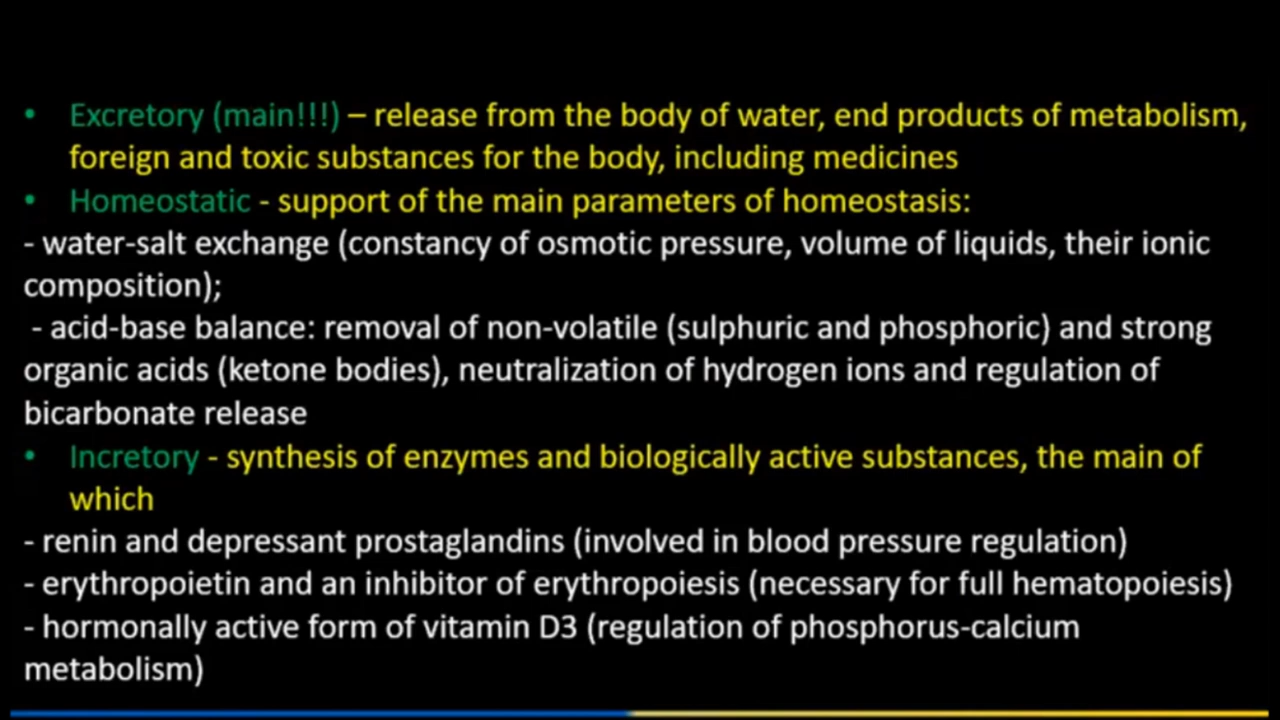 • Excretory (main!!!) – release from the body of water, end products of metabolism,
foreign and toxic substances for the body, including medicines
• Homeostatic - support of the main parameters of homeostasis:
- water-salt exchange (constancy of osmotic pressure, volume of liquids, their ionic
composition);
- acid-base balance: removal of non-volatile (sulphuric and phosphoric) and strong
organic acids (ketone bodies), neutralization of hydrogen ions and regulation of
bicarbonate release
• Incretory - synthesis of enzymes and biologically active substances, the main of
which
- renin and depressant prostaglandins (involved in blood pressure regulation)
- erythropoietin and an inhibitor of erythropoiesis (necessary for full hematopoiesis)
- hormonally active form of vitamin D3 (regulation of phosphorus-calcium
metabolism)